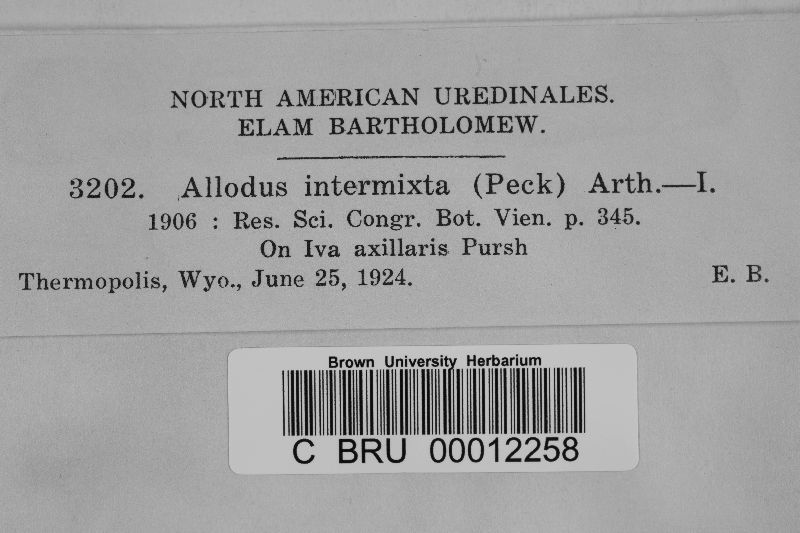 NORTH AMERICAN UREDINALES.
ELAM BARTHOLOMEW.
3202. Allodus intermixta (Peck) Arth.—I.
1906 : Res. Sci. Congr. Bot. Vien. p. 345.
On Iva axillaris Pursh
Thermopolis, Wyo., June 25, 1924. E. B.
Brown University Herbarium
C BRU 00012258